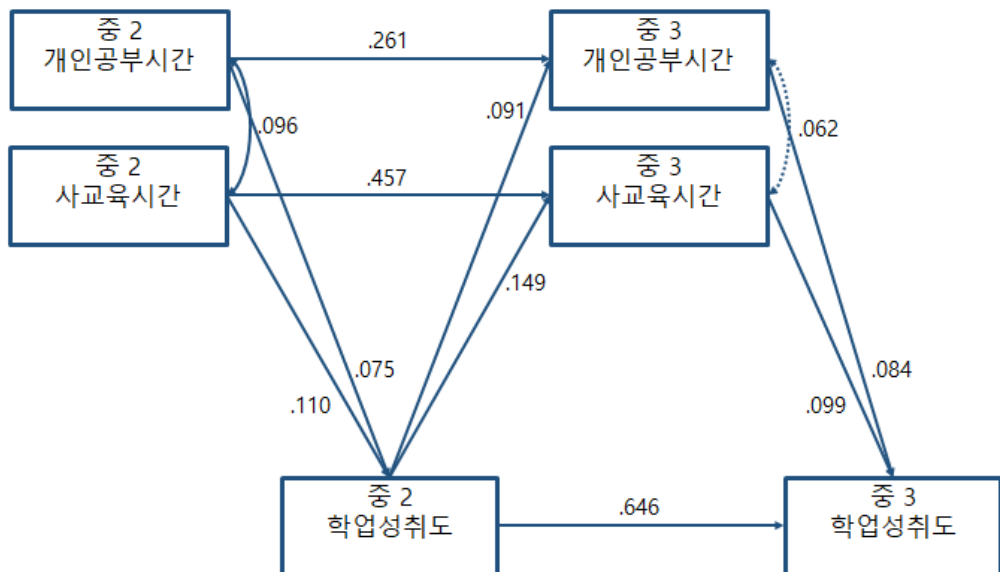 중 2
개인공부시간
.261
중 3
개인공부시간
.096
.091
.062
중 2
사교육시간
.457
중 3
사교육시간
.149
.075
.110
.084
.099
중 2
학업성취도
.646
중 3
학업성취도